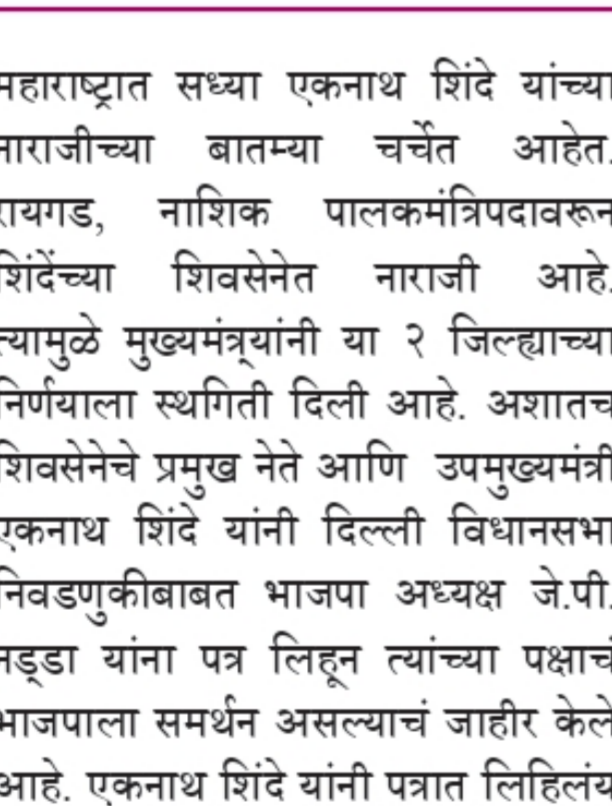 महाराष्ट्रात सध्या एकनाथ शिंदे यांच्या
नाराजीच्या बातम्या चर्चेत आहेत.
रायगड, नाशिक पालकमंत्रिपदावरून
शिंदेंच्या शिवसेनेत नाराजी आहे.
त्यामुळे मुख्यमंत्र्यांनी या २ जिल्ह्याच्या
निर्णयाला स्थगिती दिली आहे. अशातच
शिवसेनेचे प्रमुख नेते आणि उपमुख्यमंत्री
एकनाथ शिंदे यांनी दिल्ली विधानसभा
निवडणुकीबाबत भाजपा अध्यक्ष जे.पी.
नड्डा यांना पत्र लिहून त्यांच्या पक्षाचं
भाजपाला समर्थन असल्याचं जाहीर केले
आहे. एकनाथ शिंदे यांनी पत्रात लिहिलंय